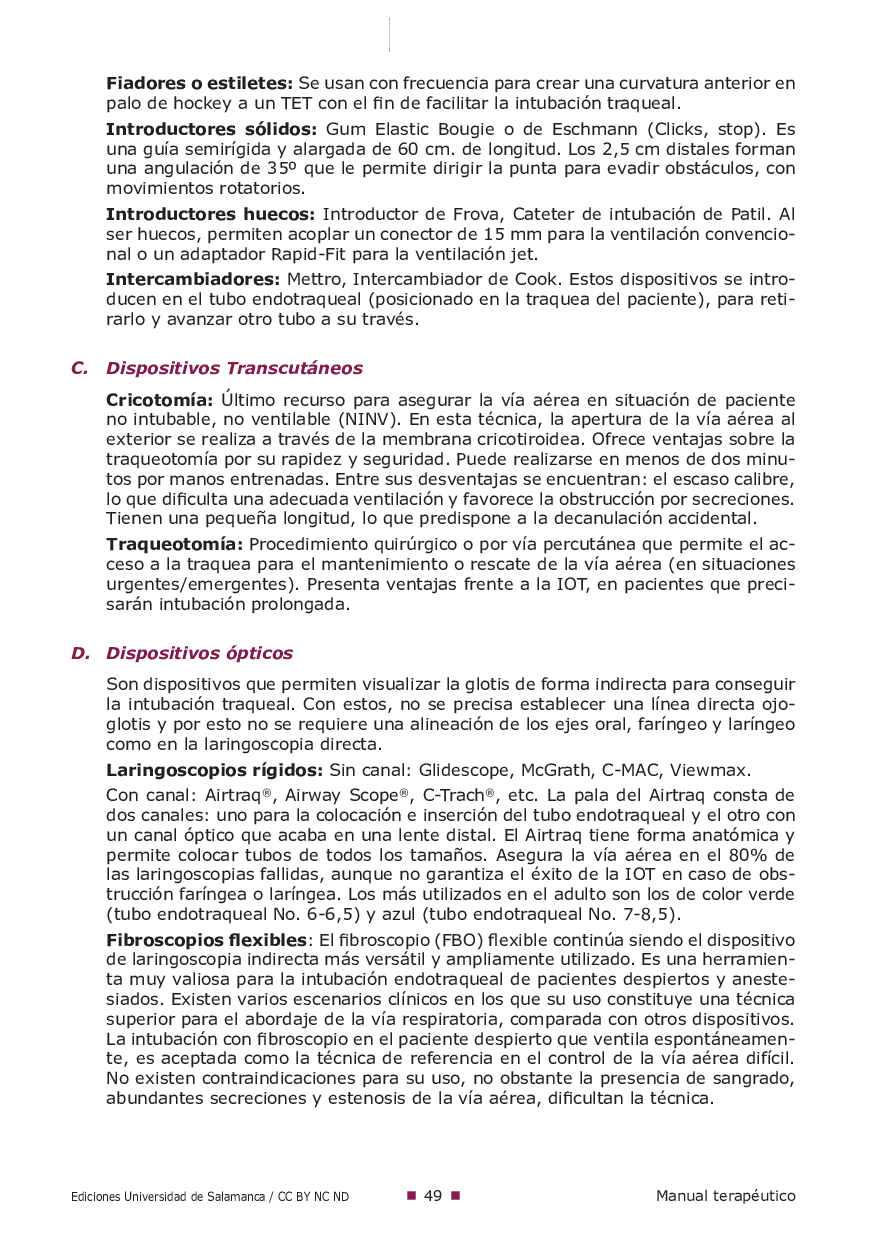 Fiadores o estiletes: Se usan con frecuencia para crear una curvatura anterior en
palo de hockey a un TET con el fin de facilitar la intubación traqueal.
Introductores sólidos: Gum Elastic Bougie o de Eschmann (Clicks, stop). Es
una guía semirígida y alargada de 60 cm. de longitud. Los 2,5 cm distales forman
una angulación de 35º que le permite dirigir la punta para evadir obstáculos, con
movimientos rotatorios.
Introductores huecos: Introductor de Frova, Cateter de intubación de Patil. Al
ser huecos, permiten acoplar un conector de 15 mm para la ventilación convencio-
nal o un adaptador Rapid-Fit para la ventilación jet.
Intercambiadores: Mettro, Intercambiador de Cook. Estos dispositivos se intro-
ducen en el tubo endotraqueal (posicionado en la traquea del paciente), para reti-
rarlo y avanzar otro tubo a su través.
C. Dispositivos Transcutáneos
Cricotomía: Último recurso para asegurar la vía aérea en situación de paciente
no intubable, no ventilable (NINV). En esta técnica, la apertura de la vía aérea al
exterior se realiza a través de la membrana cricotiroidea. Ofrece ventajas sobre la
traqueotomía por su rapidez y seguridad. Puede realizarse en menos de dos minu-
tos por manos entrenadas. Entre sus desventajas se encuentran: el escaso calibre,
lo que dificulta una adecuada ventilación y favorece la obstrucción por secreciones.
Tienen una pequeña longitud, lo que predispone a la decanulación accidental.
Traqueotomía: Procedimiento quirúrgico o por vía percutánea que permite el ac-
ceso a la traquea para el mantenimiento o rescate de la vía aérea (en situaciones
urgentes/emergentes). Presenta ventajas frente a la IOT, en pacientes que preci-
sarán intubación prolongada.
D. Dispositivos ópticos
Son dispositivos que permiten visualizar la glotis de forma indirecta para conseguir
la intubación traqueal. Con estos, no se precisa establecer una línea directa ojo-
glotis y por esto no se requiere una alineación de los ejes oral, faríngeo y laríngeo
como en la laringoscopia directa.
Laringoscopios rígidos: Sin canal: Glidescope, McGrath, C-MAC, Viewmax.
Con canal: Airtraq®, Airway Scope®, C-Trach®, etc. La pala del Airtraq consta de
dos canales: uno para la colocación e inserción del tubo endotraqueal y el otro con
un canal óptico que acaba en una lente distal. El Airtraq tiene forma anatómica y
permite colocar tubos de todos los tamaños. Asegura la vía aérea en el 80% de
las laringoscopias fallidas, aunque no garantiza el éxito de la IOT en caso de obs-
trucción faríngea o laríngea. Los más utilizados en el adulto son los de color verde
(tubo endotraqueal No. 6-6,5) y azul (tubo endotraqueal No. 7-8,5).
Fibroscopios flexibles: El fibroscopio (FBO) flexible continúa siendo el dispositivo
de laringoscopia indirecta más versátil y ampliamente utilizado. Es una herramien-
ta muy valiosa para la intubación endotraqueal de pacientes despiertos y aneste-
siados. Existen varios escenarios clínicos en los que su uso constituye una técnica
superior para el abordaje de la vía respiratoria, comparada con otros dispositivos.
La intubación con fibroscopio en el paciente despierto que ventila espontáneamen-
te, es aceptada como la técnica de referencia en el control de la vía aérea difícil.
No existen contraindicaciones para su uso, no obstante la presencia de sangrado,
abundantes secreciones y estenosis de la vía aérea, dificultan la técnica.
Ediciones Universidad de Salamanca / CC BY NC ND ■ 49 ■ Manual terapéutico